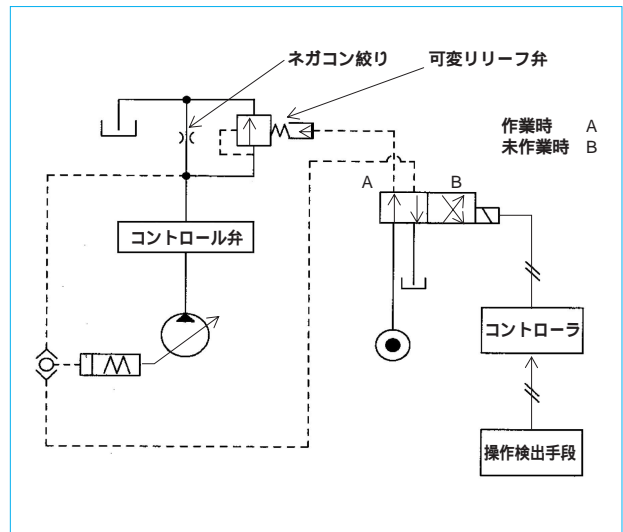 ネガコン絞り
可変リリーフ弁
作業時 A
未作業時 B
A
B
コントロール弁
コントローラ
操作検出手段